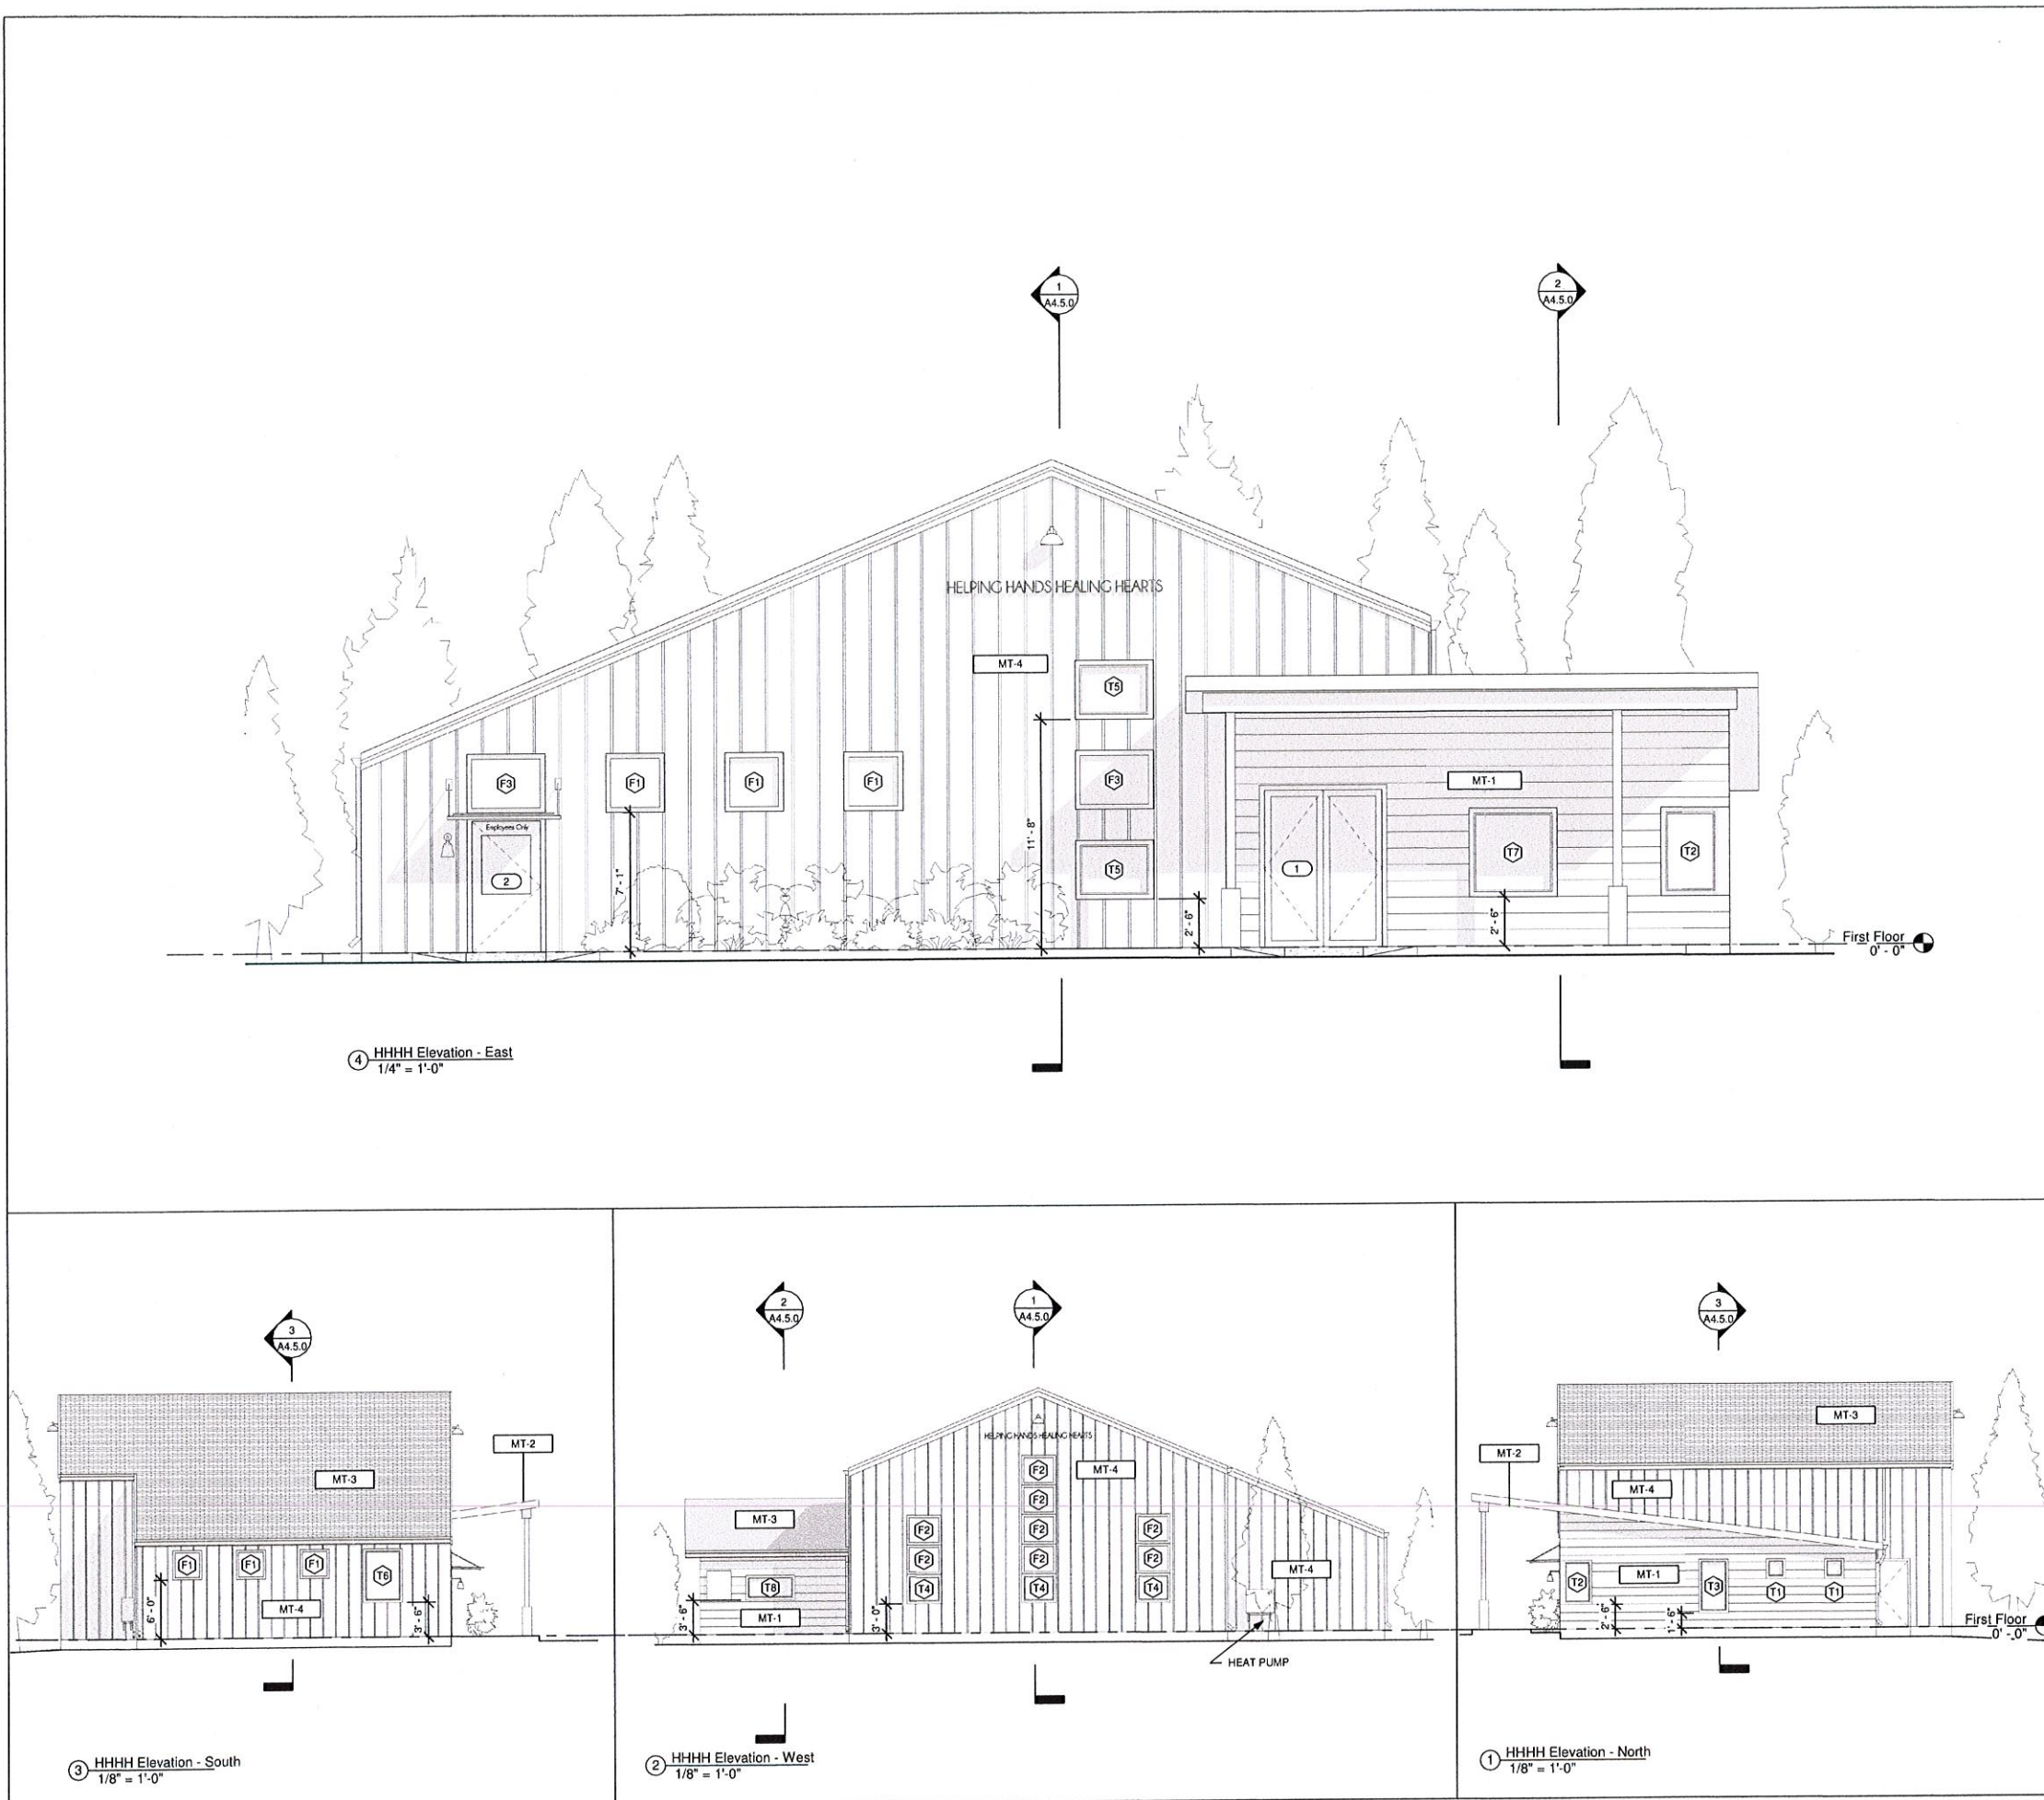 1
A4.5.0
2
A4.5.0
HELPING HANDS HEALING HEARTS
MT-4
T5
F3
F1
F1
F1
F3
MT-1
11' - 8"
Employees Only
2
7' - 1"
T5
1
T7
T2
2' - 6"
2' - 6"
First Floor
0' - 0"
4
HHHH Elevation - East
1/4" = 1'-0"
3
A4.5.0
MT-2
MT-3
F1
F1
F1
T6
6' - 0"
MT-4
3' - 6"
3
HHHH Elevation - South
1/8" = 1'-0"
2
A4.5.0
1
A4.5.0
HELPING HANDS HEALING HEARTS
F2
MT-4
F2
MT-3
F2
F2
F2
F2
F2
F2
MT-4
T8
T4
T4
T4
3' - 6"
MT-1
3' - 0"
HEAT PUMP
2
HHHH Elevation - West
1/8" = 1'-0"
3
A4.5.0
MT-3
MT-2
MT-4
T2
MT-1
T3
T1
T1
2' - 6"
1' - 6"
First Floor
0' - 0"
1
HHHH Elevation - North
1/8" = 1'-0"